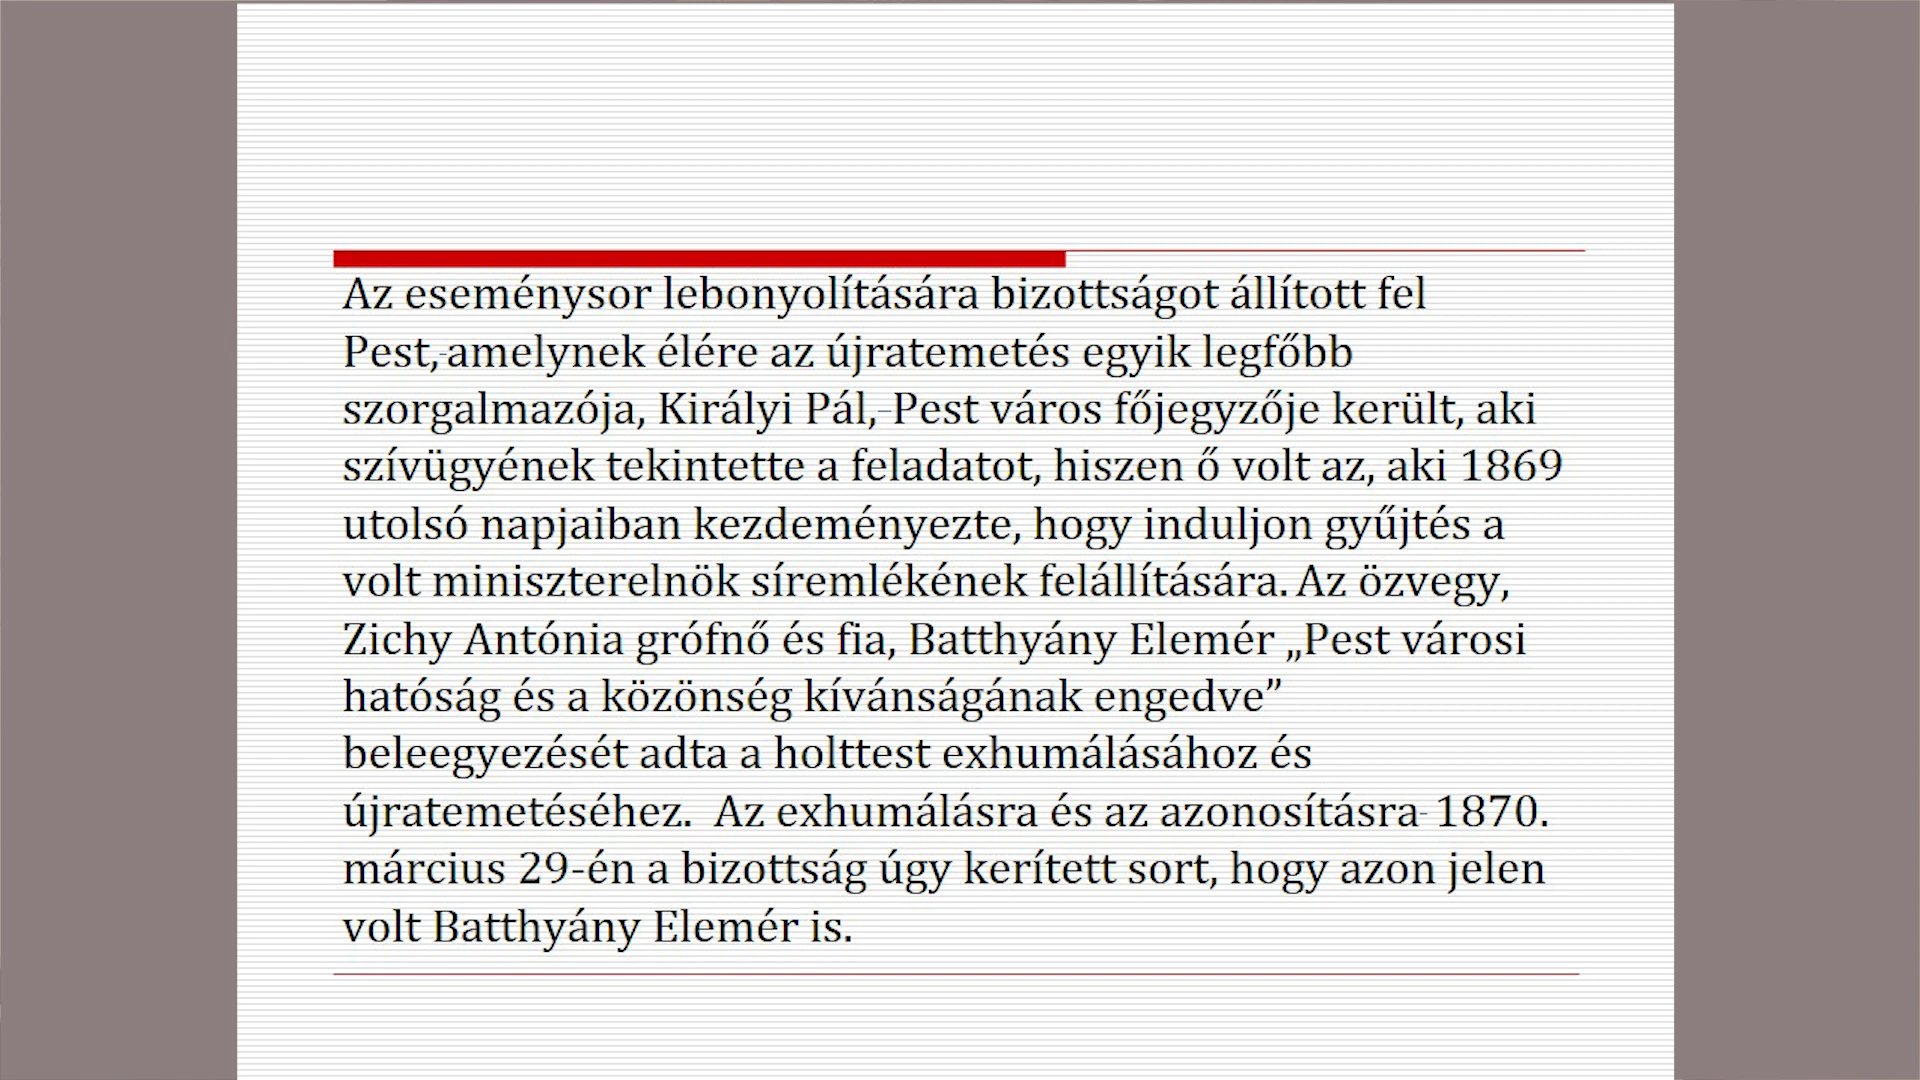 Az eseménysor lebonyolítására bizottságot állított fel
Pest, amelynek élére az újratemetés egyik legfőbb
szorgalmazója, Királyi Pál, Pest város főjegyzője került, aki
szívügyének tekintette a feladatot, hiszen ő volt az, aki 1869
utolsó napjaiban kezdeményezte, hogy induljon gyűjtés a
volt miniszterelnök síremlékének felállítására. Az özvegy,
Zichy Antónia grófnő és fia, Batthyány Elemér „Pest városi
hatóság és a közönség kívánságának engedve”
beleegyezését adta a holttest exhumálásához és
újratemetéséhez.  Az exhumálásra és az azonosításra 1870.
március 29-én a bizottság úgy kerített sort, hogy azon jelen
volt Batthyány Elemér is.